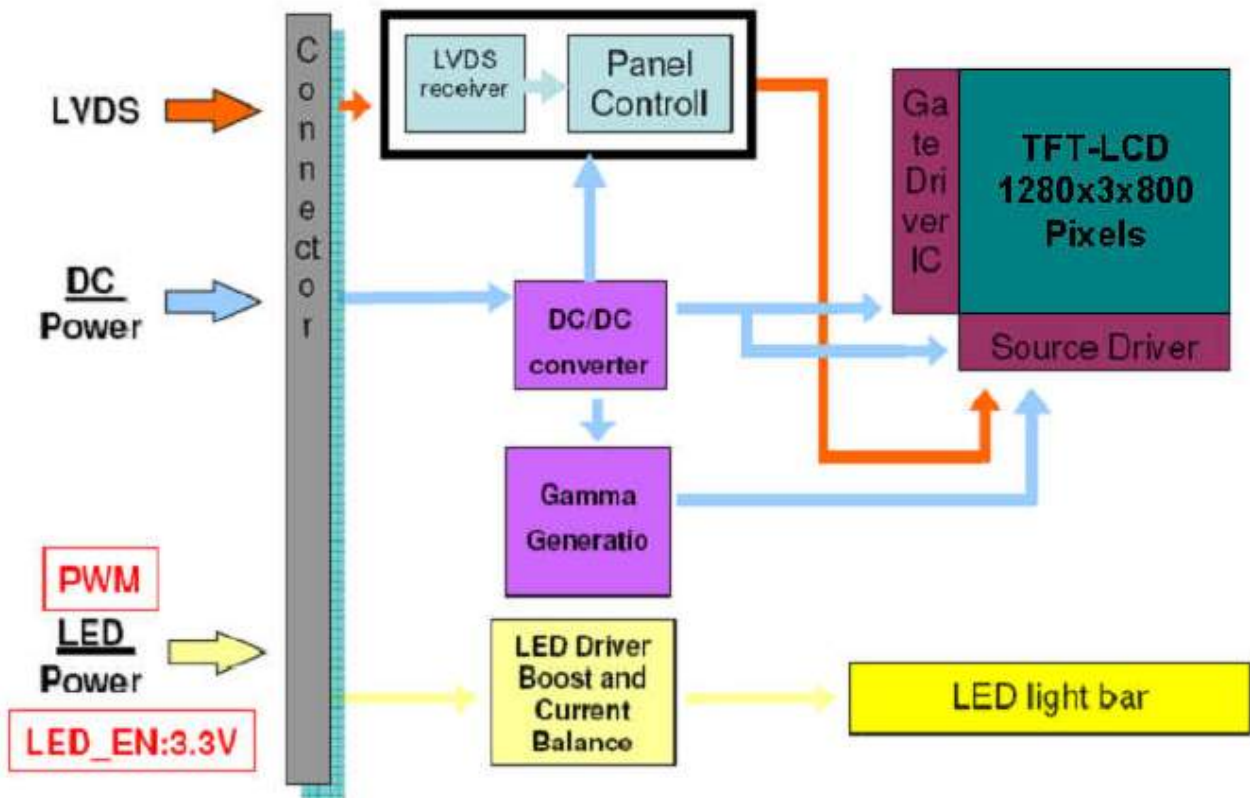 LVDS
DC
Power
PWM
LED
Power
LED_EN:3.3V
C
o
n
n
e
ct
o
r
LVDS
receiver
Panel
Controll
DC/DC
converter
Gamma
Generatio
LED Driver
Boost and
Current
Balance
Ga
te
Dri
ver
IC
TFT-LCD
1280x3x800
Pixels
Source Driver
LED light bar